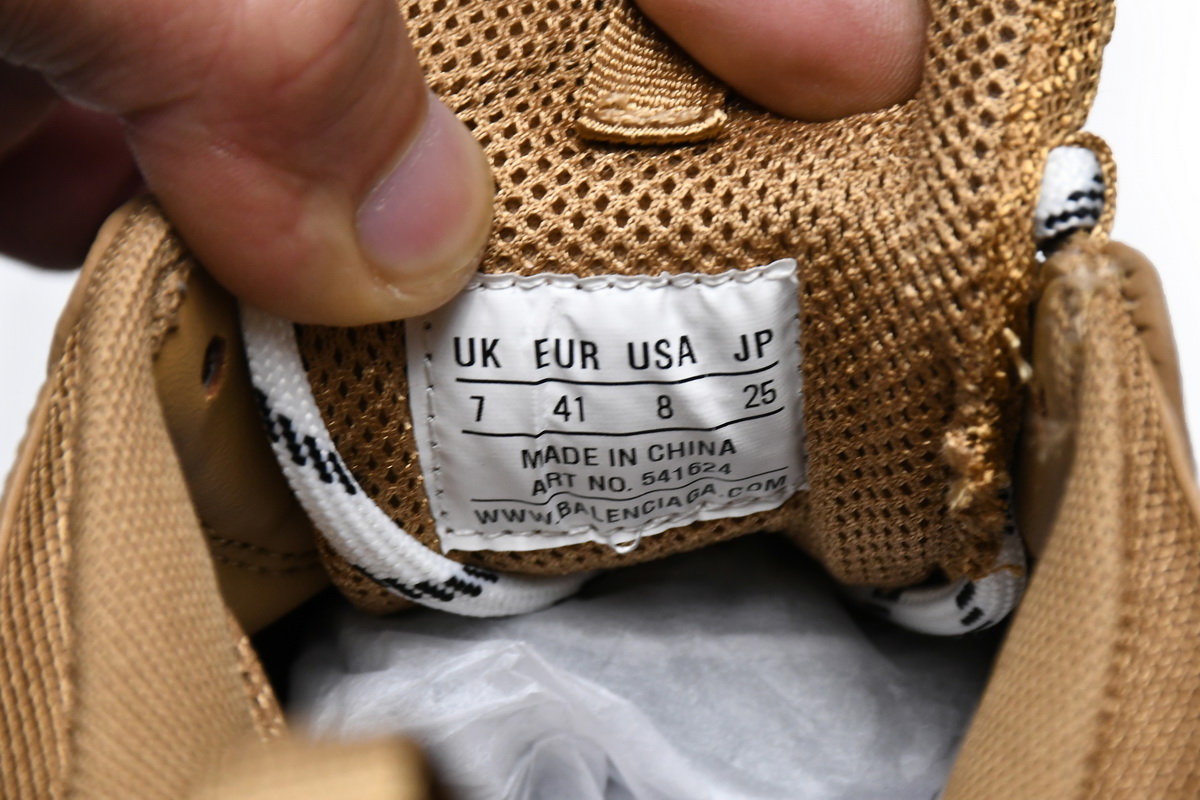 UK EUR USA JP
7 41 8 25
MADE IN CHINA
ART NO. 541624
WWW.BALENCIAGA.COM